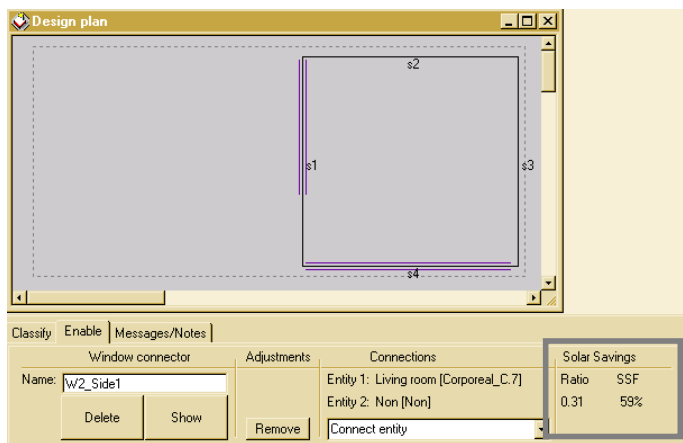 Design plan
s2
s1
s3
s4
Classify Enable Messages/Notes
Window connector Adjustments Connections Solar Savings
Name: W2_Side1 Entity 1: Living room [Corporeal_C.7] Ratio SSF
Entity 2: Non [Non] 0.31 59%
Delete Show Remove Connect entity